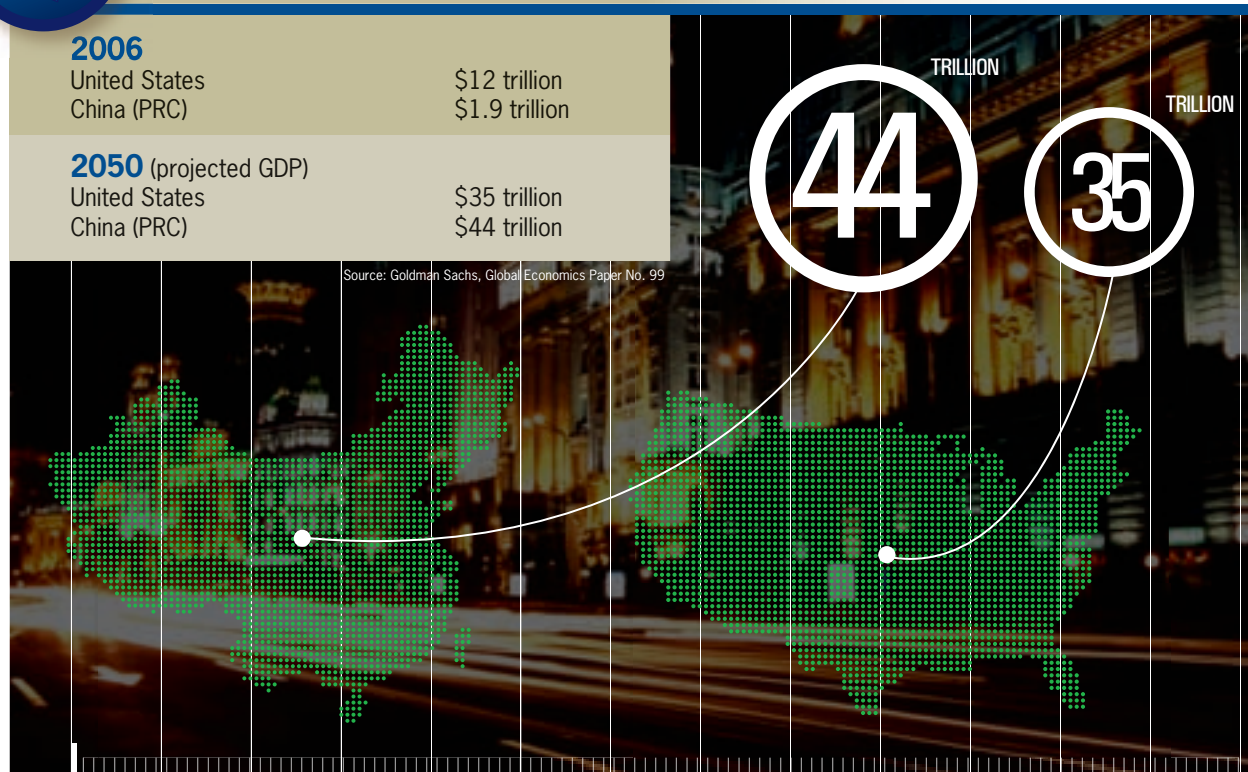 2006
United States $12 trillion
China (PRC) $1.9 trillion
2050 (projected GDP)
United States $35 trillion
China (PRC) $44 trillion
Source: Goldman Sachs, Global Economics Paper No. 99
TRILLION
44
TRILLION
35